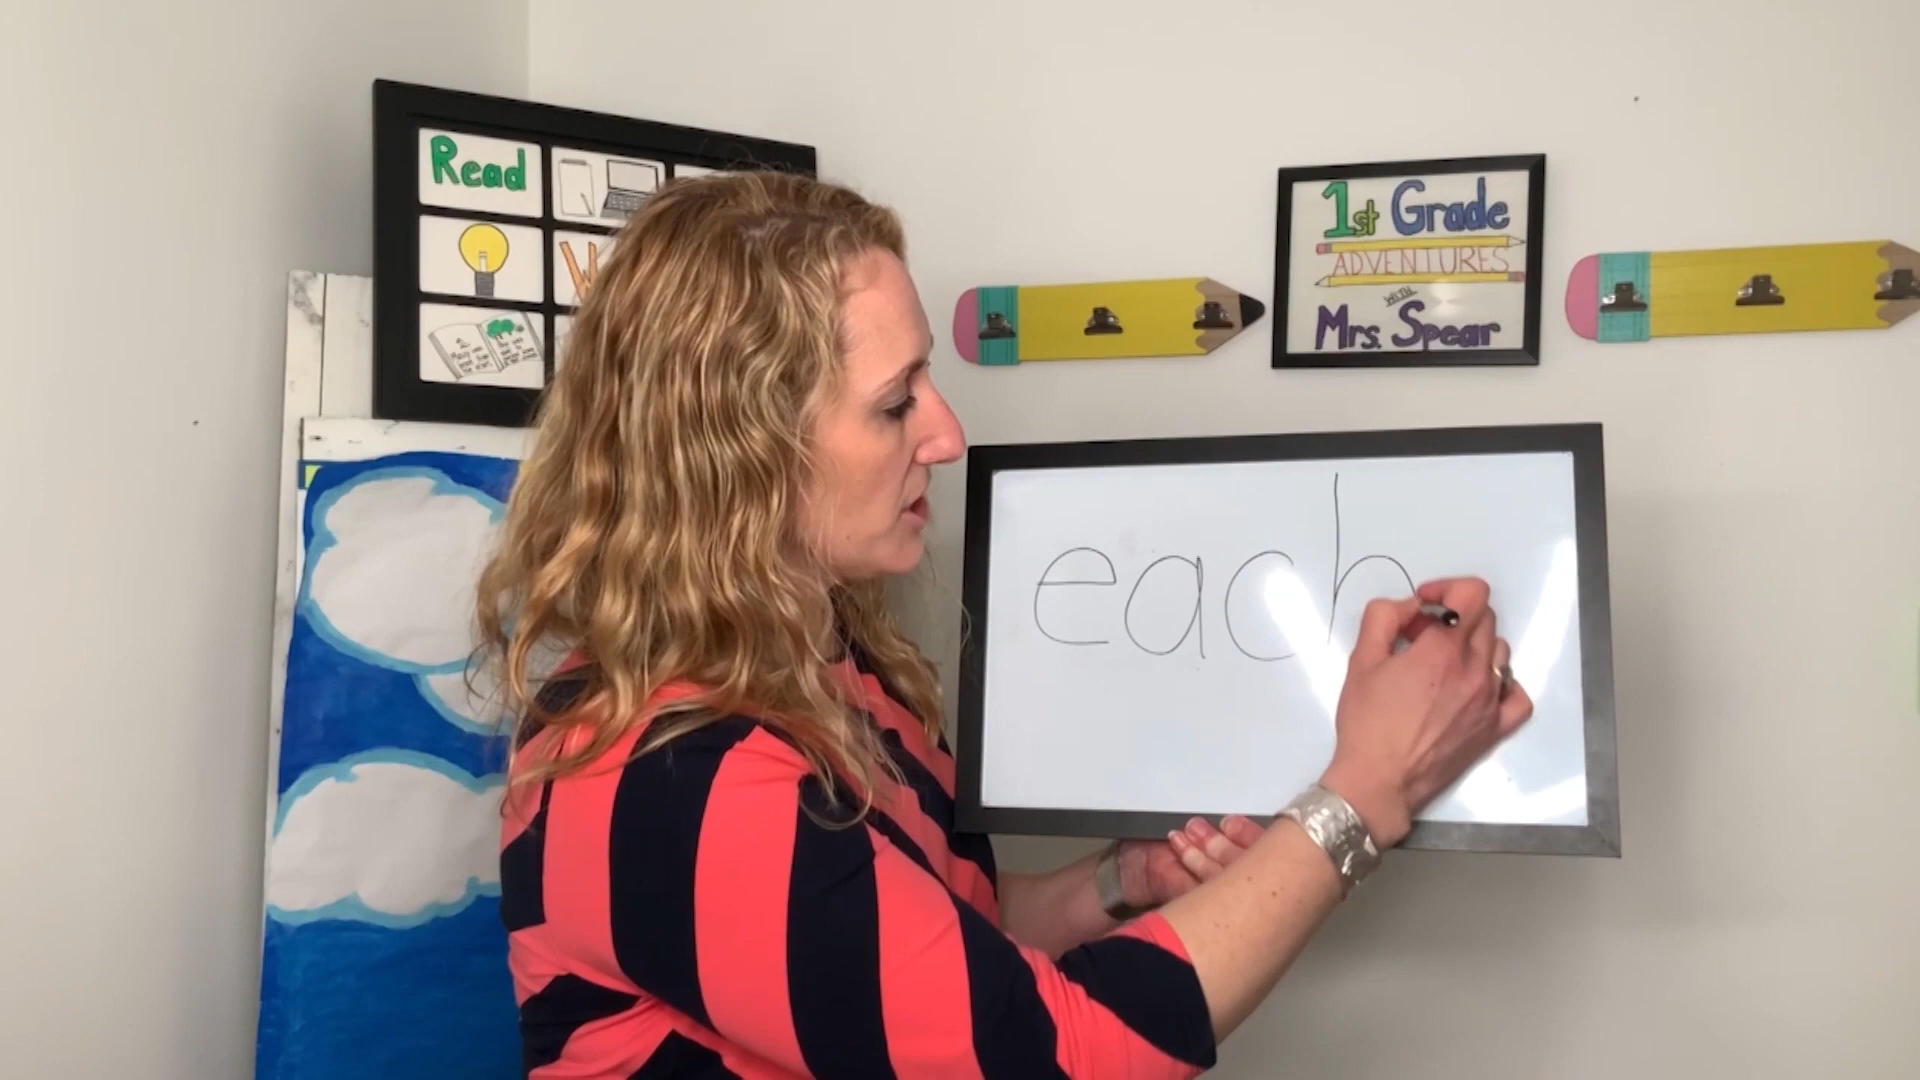 Read
1st Grade
ADVENTURES
WITH
Mrs. Spear
each